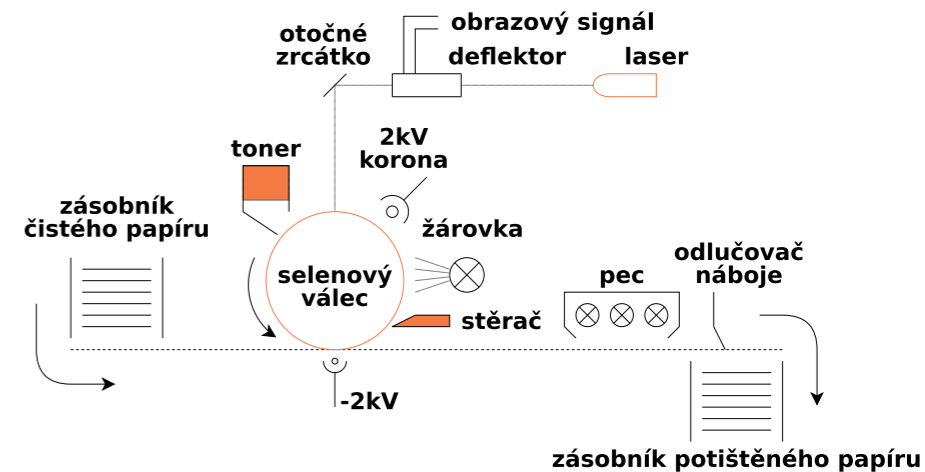 obrazový signál
otočné
zrcátko
deflektor
laser
2kV
korona
toner
zásobník
čistého papíru
žárovka
odlučovač
náboje
selenový
válec
pec
stěrač
-2kV
zásobník potištěného papíru